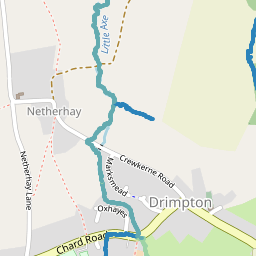 Little Axe
Netherhay
Crewkerne Road
Marksmead
Netherhay Lane
Drimpton
Oxhayes
Chard Road